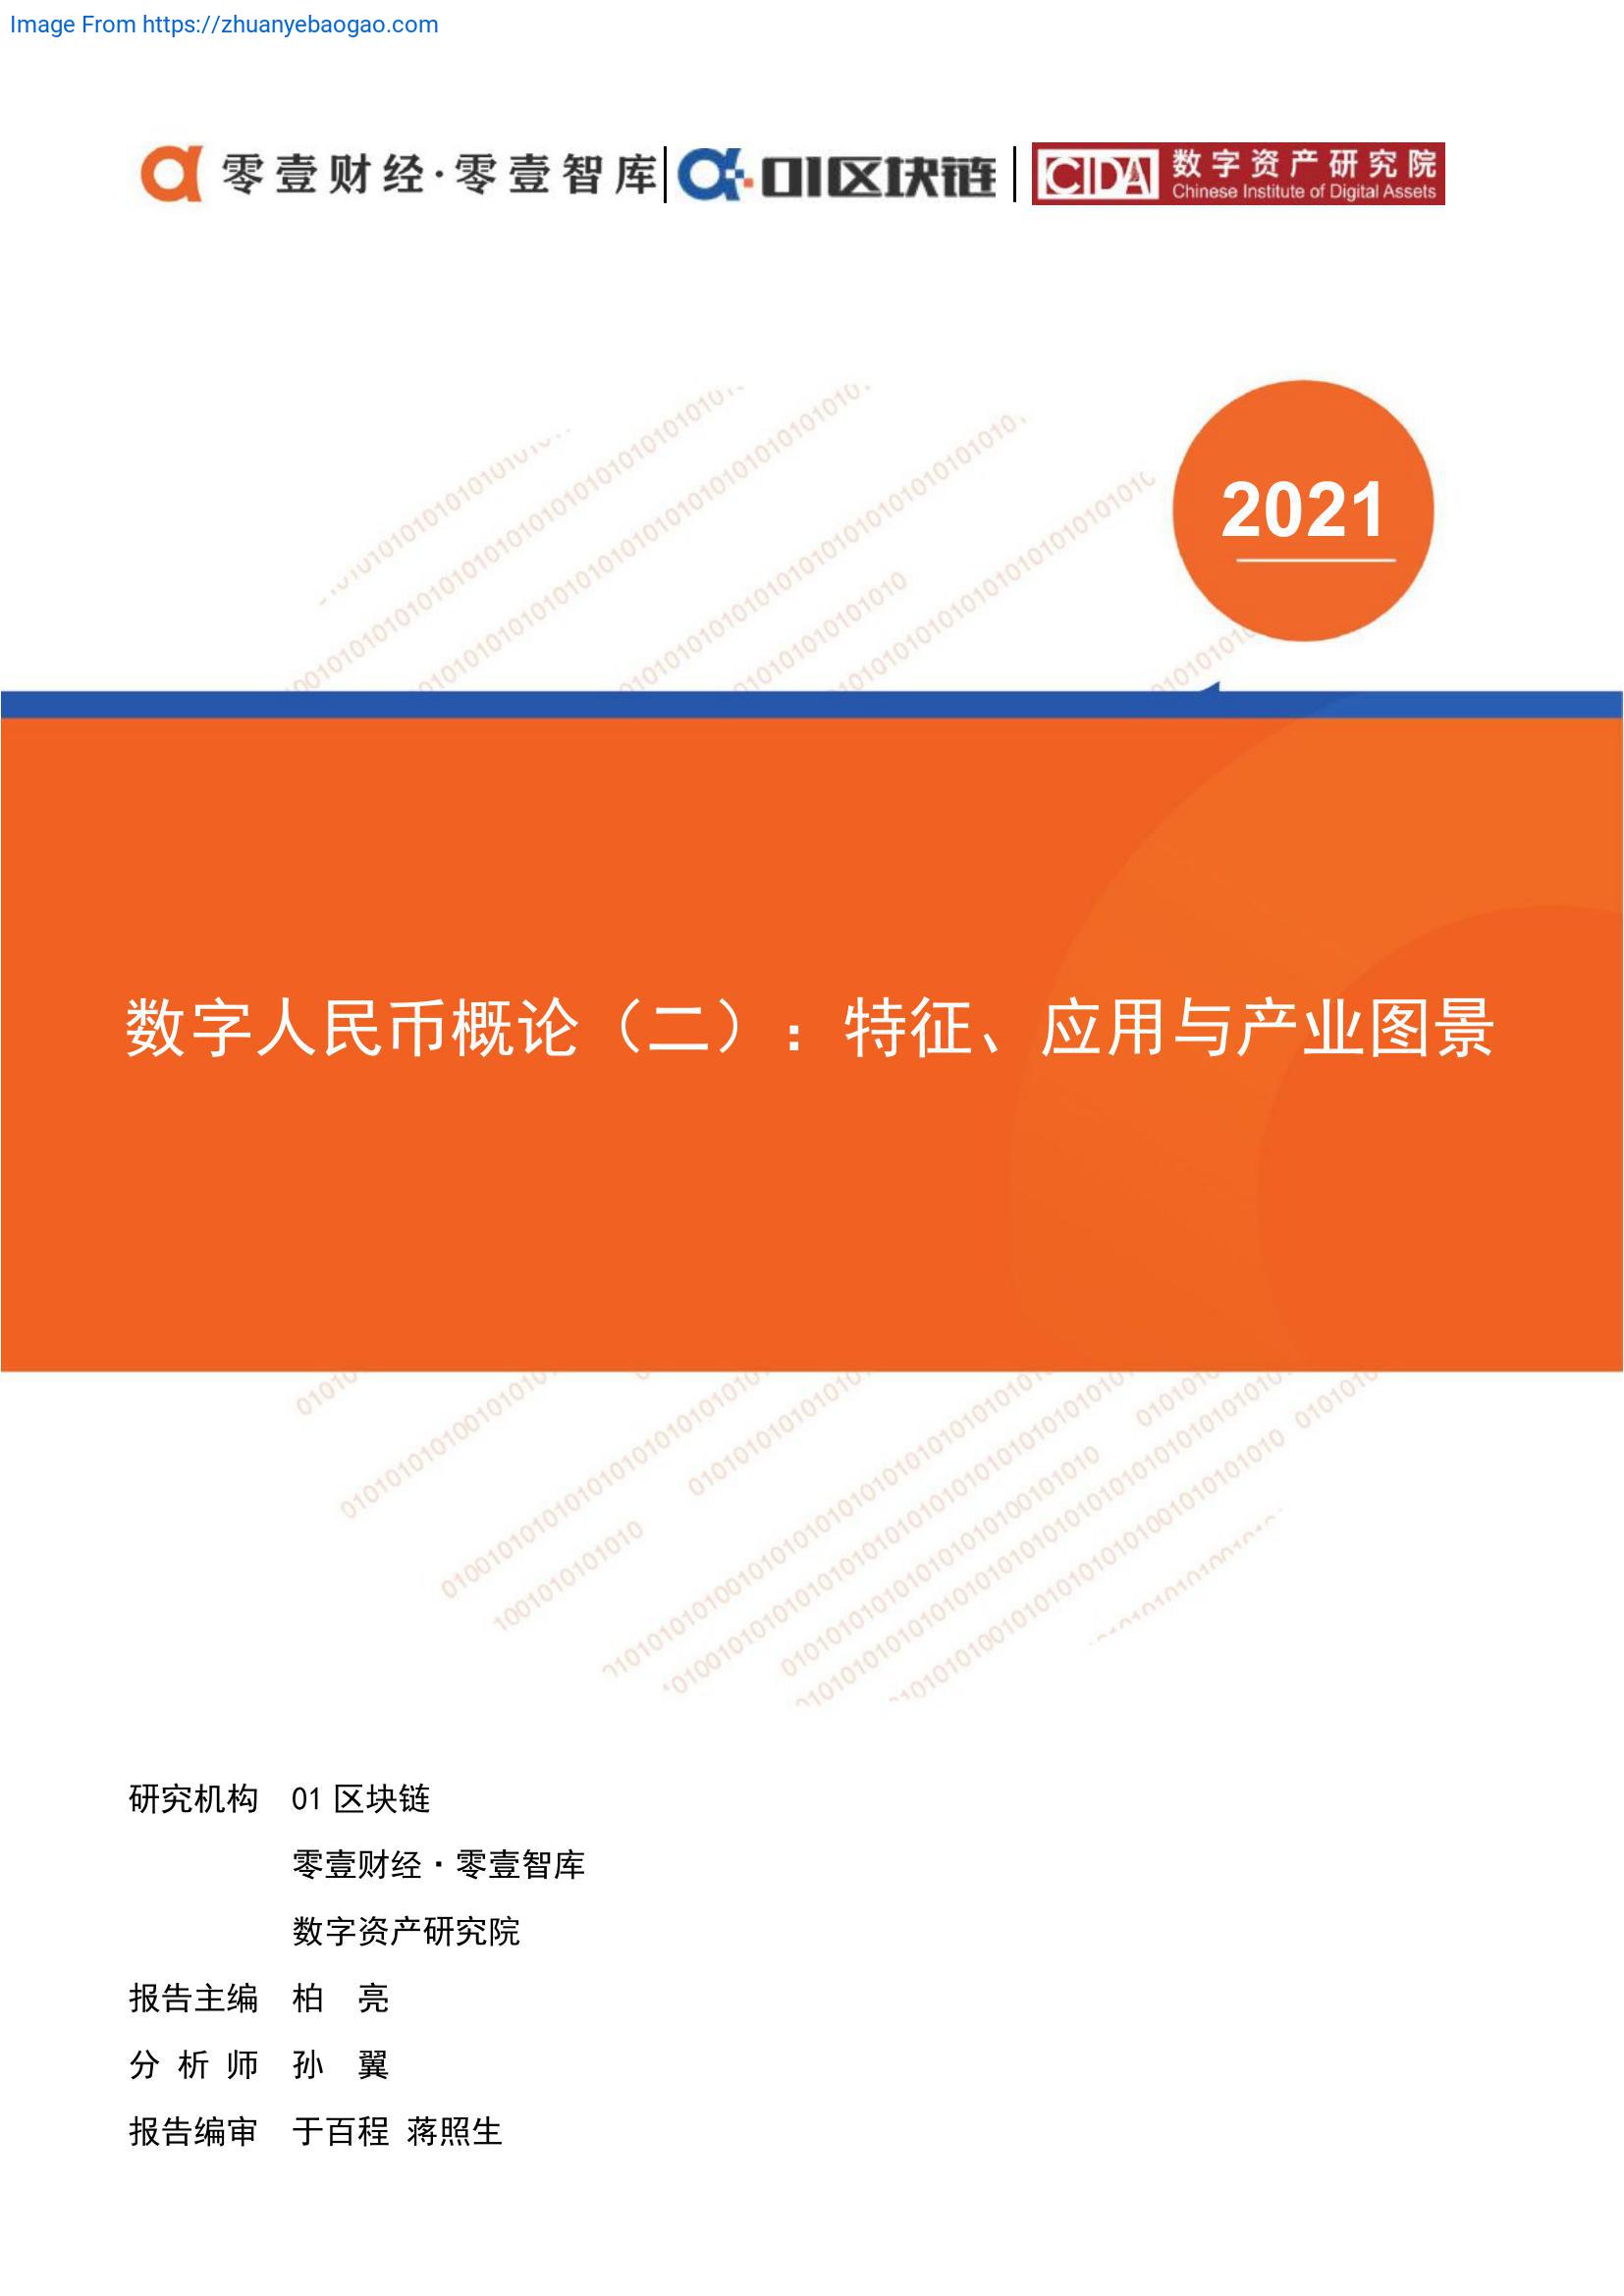 Image From https://zhuanyebaogao.com
零壹财经·零壹智库
01区块链
CIDA
数字资产研究院
Chinese Institute of Digital Assets
2021
数字人民币概论（二）：特征、应用与产业图景
研究机构 01 区块链
零壹财经·零壹智库
数字资产研究院
报告主编 柏 亮
分 析 师 孙 翼
报告编审 于百程 蒋照生